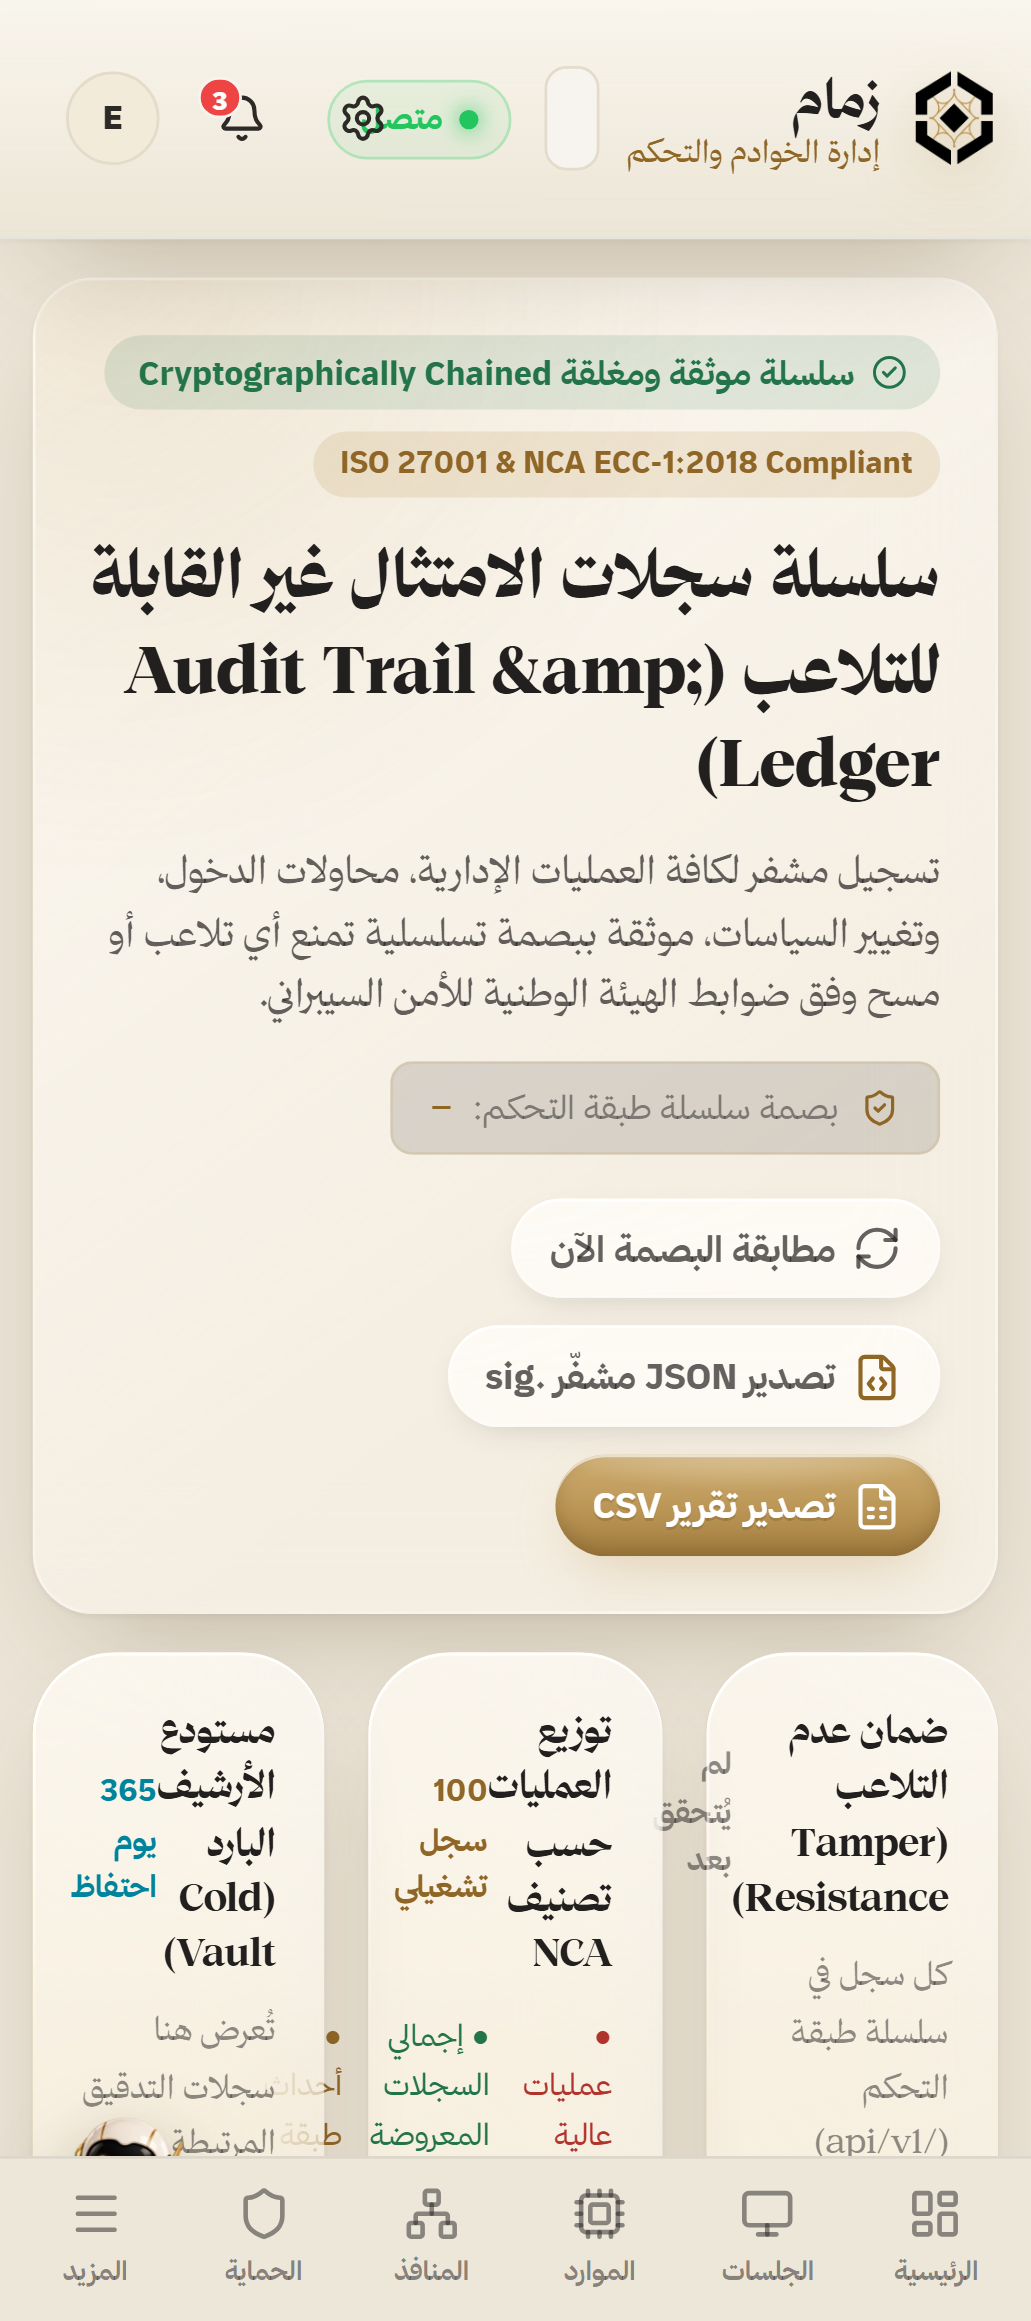 زمام
إدارة الخوادم والتحكم
متصل
3
E
سلسلة موثقة ومغلقة Cryptographically Chained
ISO 27001 & NCA ECC-1:2018 Compliant
سلسلة سجلات الامتثال غير القابلة
للتلاعب (Audit Trail &amp;
Ledger)
تسجيل مشفر لكافة العمليات الإدارية، محاولات الدخول،
وتغيير السياسات، موثقة ببصمة تسلسلية تمنع أي تلاعب أو
مسح وفق ضوابط الهيئة الوطنية للأمن السيبراني.
بصمة سلسلة طبقة التحكم: –
مطابقة البصمة الآن
تصدير JSON مشفّر .sig
تصدير تقرير CSV
ضمان عدم
التلاعب
(Tamper
Resistance)
لم
يُتحقق
بعد
كل سجل في
سلسلة طبقة
التحكم
(/api/v1)
توزيع
العمليات
حسب
تصنيف
NCA
100
سجل
تشغيلي
عمليات
عالية
إجمالي
السجلات
المعروضة
أحداث
طبقة
مستودع
الأرشيف
البارد
(Cold
Vault)
365
يوم
احتفاظ
تُعرض هنا
سجلات التدقيق
المرتبطة
الرئيسية
الجلسات
الموارد
المنافذ
الحماية
المزيد